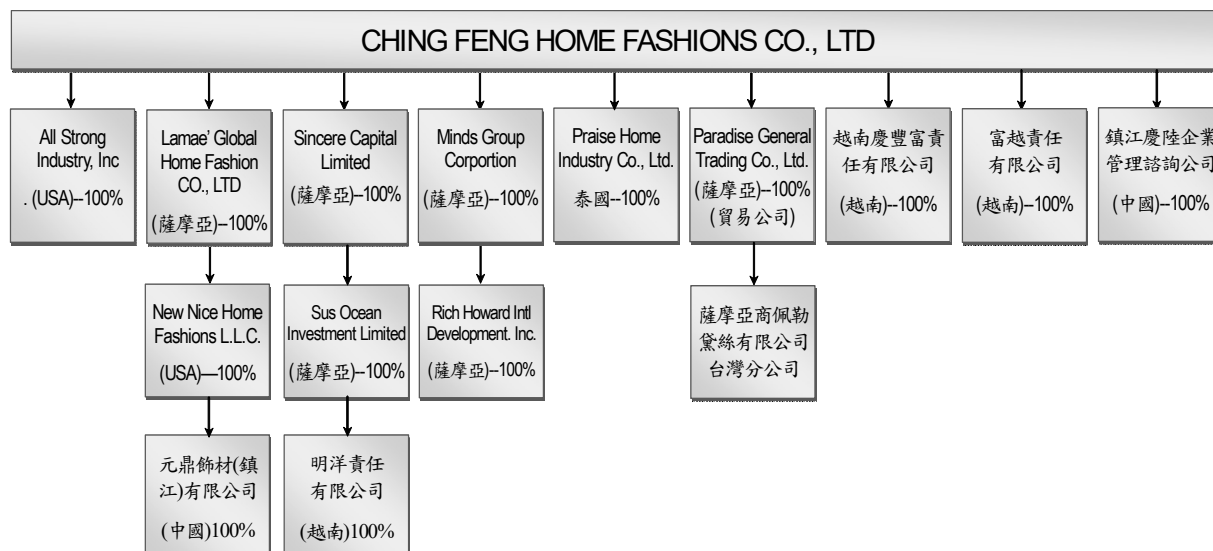 CHING FENG HOME FASHIONS CO., LTD
All Strong
Industry, Inc
. (USA)--100%
Lamae' Global
Home Fashion
CO., LTD
(薩摩亞)–100%
Sincere Capital
Limited
(薩摩亞)--100%
Minds Group
Corportion
(薩摩亞)--100%
Praise Home
Industry Co., Ltd.
泰國--100%
Paradise General
Trading Co., Ltd.
(薩摩亞)--100%
(貿易公司)
越南慶豐富責
任有限公司
(越南)--100%
富越責任
有限公司
(越南)--100%
鎮江慶陸企業
管理諮詢公司
(中國)--100%
New Nice Home
Fashions L.L.C.
(USA)—100%
Sus Ocean
Investment Limited
(薩摩亞)--100%
Rich Howard Intl
Development. Inc.
(薩摩亞)--100%
薩摩亞商佩勒
黛絲有限公司
台灣分公司
元鼎飾材(鎮
江)有限公司
(中國)100%
明洋責任
有限公司
(越南)100%